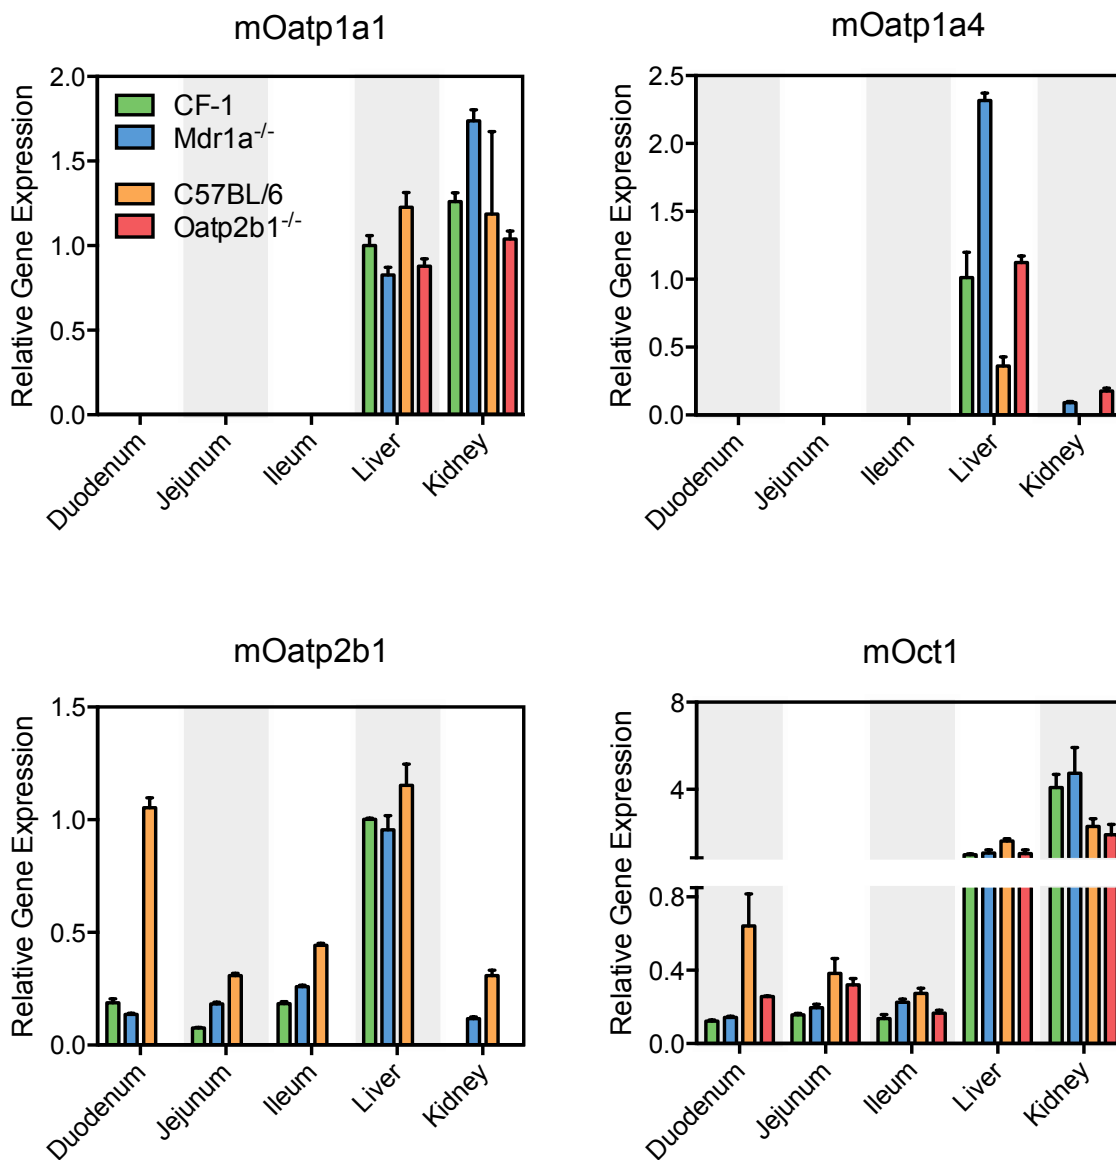 mOatp1a1
Relative Gene Expression
2.0
1.5
1.0
0.5
0.0
CF-1
Mdr1a-/-
C57BL/6
Oatp2b1-/-
Duodenum
Jejunum
Ileum
Liver
Kidney
mOatp1a4
Relative Gene Expression
2.5
2.0
1.5
1.0
0.5
0.0
Duodenum
Jejunum
Ileum
Liver
Kidney
mOatp2b1
Relative Gene Expression
1.5
1.0
0.5
0.0
Duodenum
Jejunum
Ileum
Liver
Kidney
mOct1
Relative Gene Expression
8
4
0.8
0.4
0.0
Duodenum
Jejunum
Ileum
Liver
Kidney